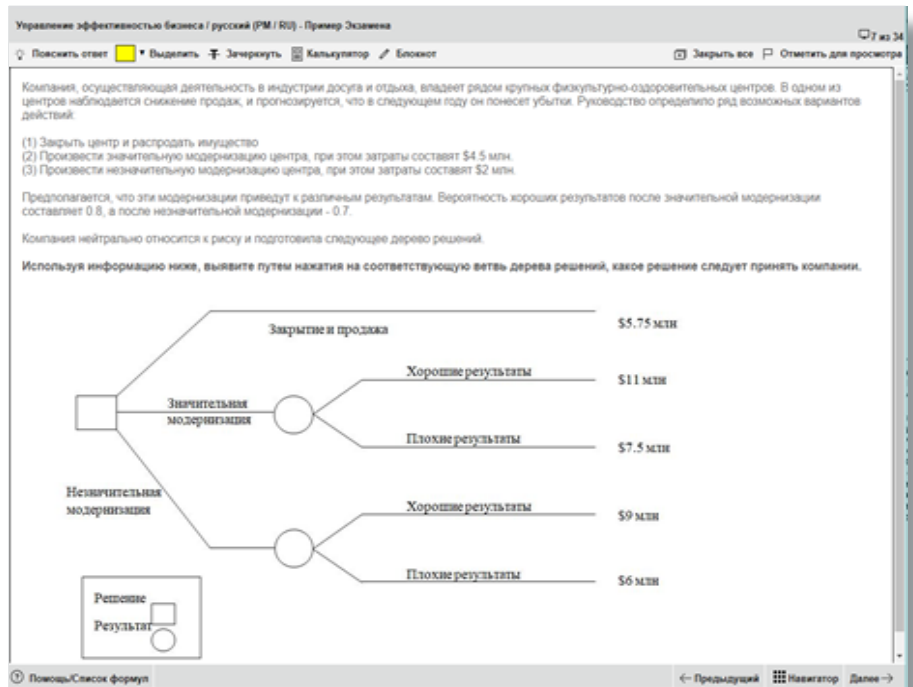 Управление эффективностью бизнеса / русский (PM / RU) - Пример Экзамена
7 из 34
Пояснить ответ Выделить Зачеркнуть Калькулятор Блокнот Закрыть все Отметить для просмотра
Компания, осуществляющая деятельность в индустрии досуга и отдыха, владеет рядом крупных физкультурно-оздоровительных центров. В одном из
центров наблюдается снижение продаж, и прогнозируется, что в следующем году он понесет убытки. Руководство определило ряд возможных вариантов
действий:
(1) Закрыть центр и распродать имущество
(2) Произвести значительную модернизацию центра, при этом затраты составят $4.5 млн.
(3) Произвести незначительную модернизацию центра, при этом затраты составят $2 млн.
Предполагается, что эти модернизации приведут к различным результатам. Вероятность хороших результатов после значительной модернизации
составляет 0.8, а после незначительной модернизации - 0.7.
Компания нейтрально относится к риску и подготовила следующее дерево решений.
Используя информацию ниже, выявите путем нажатия на соответствующую ветвь дерева решений, какое решение следует принять компании.
Закрытие и продажа
$5.75 млн
Хорошие результаты
$11 млн
Значительная
модернизация
Плохие результаты
$7.5 млн
Незначительная
модернизация
Хорошие результаты
$9 млн
Плохие результаты
$6 млн
Решение
Результат
Помощь/Список формул Предыдущий Навигатор Далее